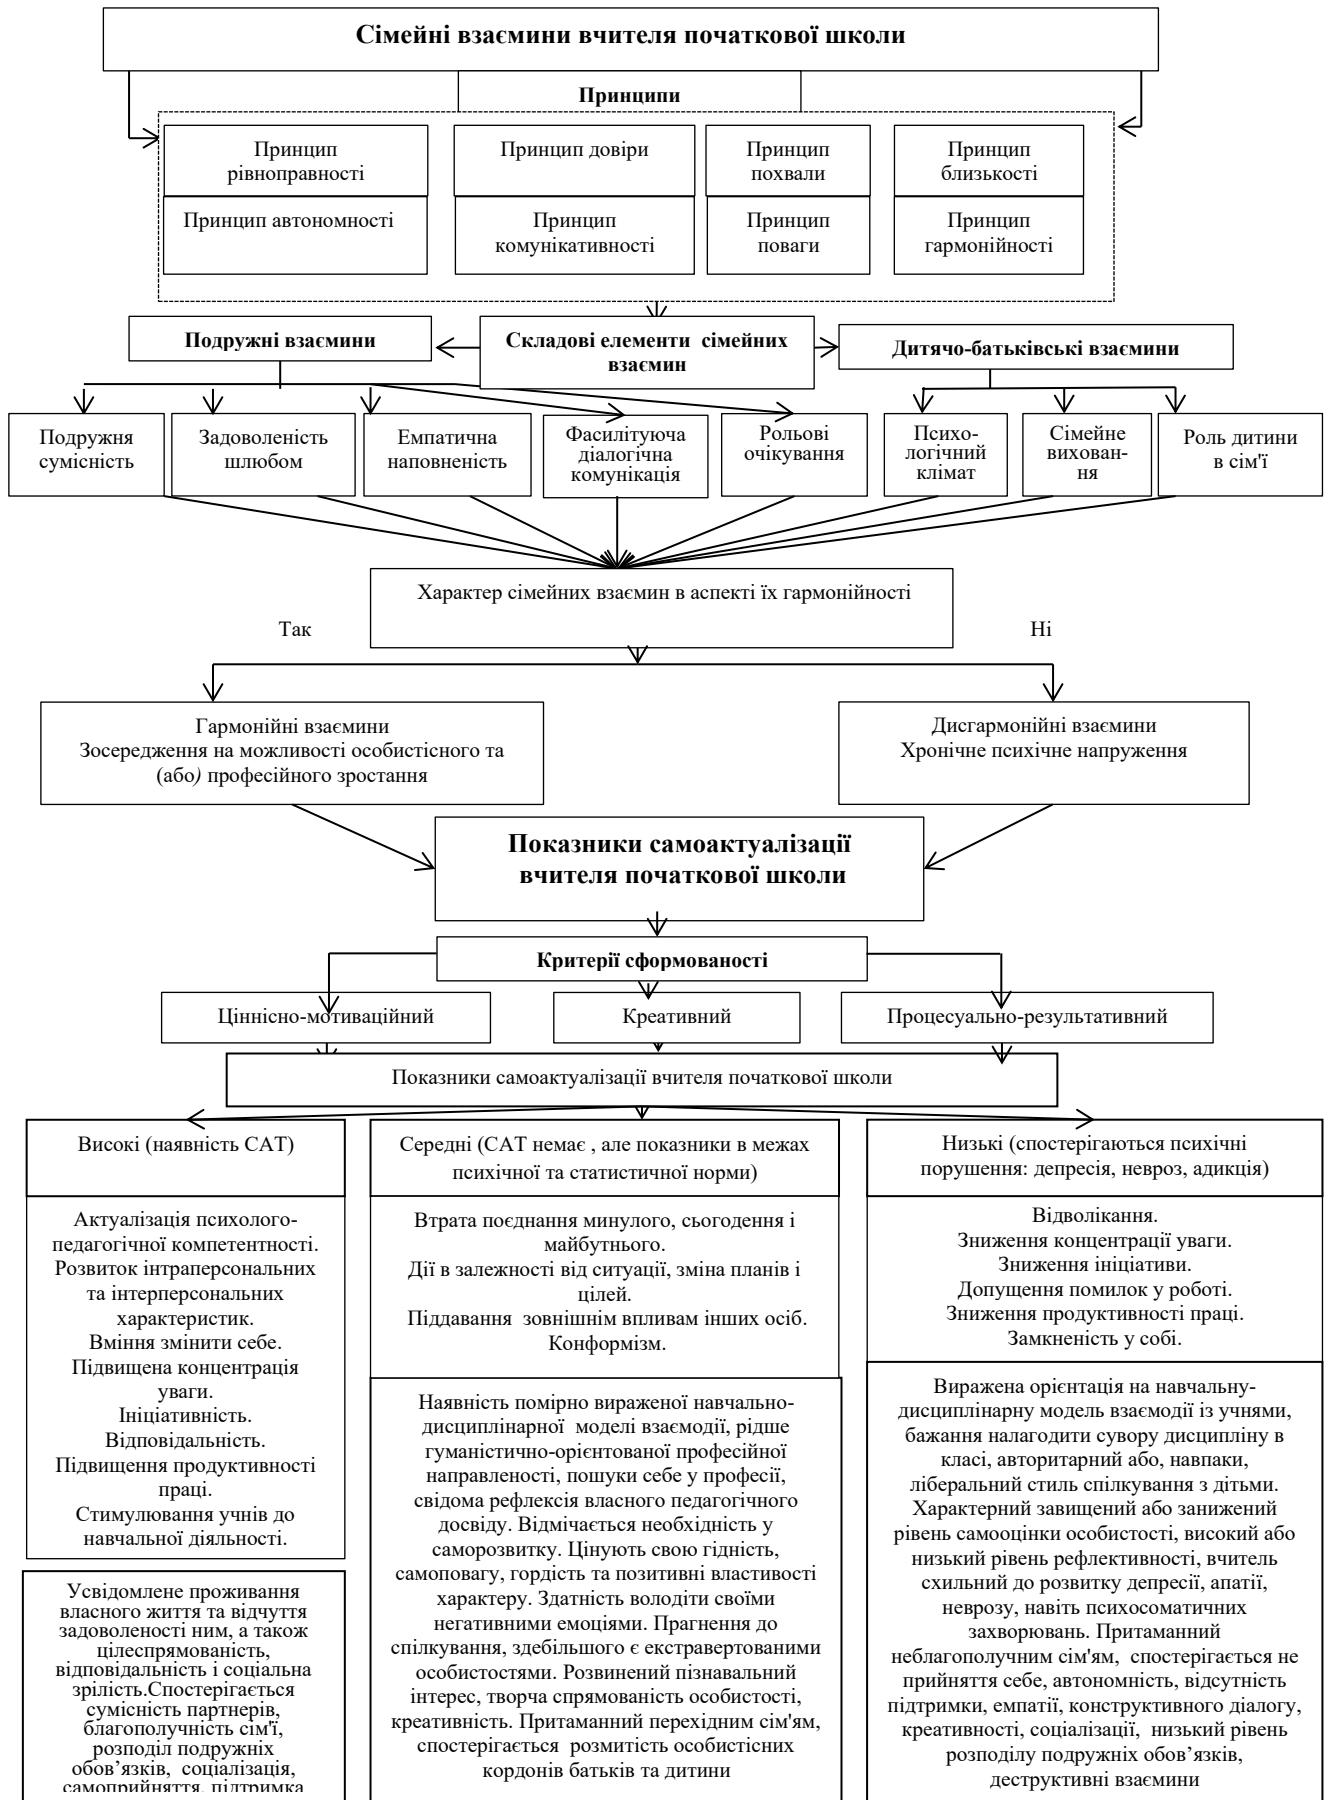 Сімейні взаємини вчителя початкової школи
Принципи
Принцип
рівноправності
Принцип довіри
Принцип
похвали
Принцип
близькості
Принцип автономності
Принцип
комунікативності
Принцип
поваги
Принцип
гармонійності
Подружні взаємини
Складові елементи сімейних
взаємин
Дитячо-батьківські взаємини
Подружня
сумісність
Задоволеність
шлюбом
Емпатична
наповненість
Фасилітуюча
діалогічна
комунікація
Рольові
очікування
Психо-
логічний
клімат
Сімейне
вихован-
ня
Роль дитини
в сім'ї
Характер сімейних взаємин в аспекті їх гармонійності
Так
Ні
Гармонійні взаємини
Зосередження на можливості особистісного та
(або) професійного зростання
Дисгармонійні взаємини
Хронічне психічне напруження
Показники самоактуалізації
вчителя початкової школи
Критерії сформованості
Ціннісно-мотиваційний
Креативний
Процесуально-результативний
Показники самоактуалізації вчителя початкової школи
Високі (наявність САТ)
Середні (САТ немає , але показники в межах
психічної та статистичної норми)
Низькі (спостерігаються психічні
порушення: депресія, невроз, адикція)
Актуалізація психолого-
педагогічної компетентності.
Розвиток інтраперсональних
та інтерперсональних
характеристик.
Вміння змінити себе.
Підвищена концентрація
уваги.
Ініціативність.
Відповідальність.
Підвищення продуктивності
праці.
Стимулювання учнів до
навчальної діяльності.
Втрата поєднання минулого, сьогодення і
майбутнього.
Дії в залежності від ситуації, зміна планів і
цілей.
Піддавання зовнішнім впливам інших осіб.
Конформізм.
Відволікання.
Зниження концентрації уваги.
Зниження ініціативи.
Допущення помилок у роботі.
Зниження продуктивності праці.
Замкненість у собі.
Усвідомлене проживання
власного життя та відчуття
задоволеності ним, а також
цілеспрямованість,
відповідальність і соціальна
зрілість.Спостерігається
сумісність партнерів,
благополучність сім'ї,
розподіл подружніх
обов’язків, соціалізація,
самоприйняття, підтримка
Наявність помірно вираженої навчально-
дисциплінарної моделі взаємодії, рідше
гуманістично-орієнтованої професійної
направленості, пошуки себе у професії,
свідома рефлексія власного педагогічного
досвіду. Відмічається необхідність у
саморозвитку. Цінують свою гідність,
самоповагу, гордість та позитивні властивості
характеру. Здатність володіти своїми
негативними емоціями. Прагнення до
спілкування, здебільшого є екстравертованими
особистостями. Розвинений пізнавальний
інтерес, творча спрямованість особистості,
креативність. Притаманний перехідним сім'ям,
спостерігається розмитість особистісних
кордонів батьків та дитини
Виражена орієнтація на навчальну-
дисциплінарну модель взаємодії із учнями,
бажання налагодити сувору дисципліну в
класі, авторитарний або, навпаки,
ліберальний стиль спілкування з дітьми.
Характерний завищений або занижений
рівень самооцінки особистості, високий або
низький рівень рефлективності, вчитель
схильний до розвитку депресії, апатії,
неврозу, навіть психосоматичних
захворювань. Притаманний
неблагополучним сім'ям, спостерігається не
прийняття себе, автономність, відсутність
підтримки, емпатії, конструктивного діалогу,
креативності, соціалізації, низький рівень
розподілу подружніх обов’язків,
деструктивні взаємини